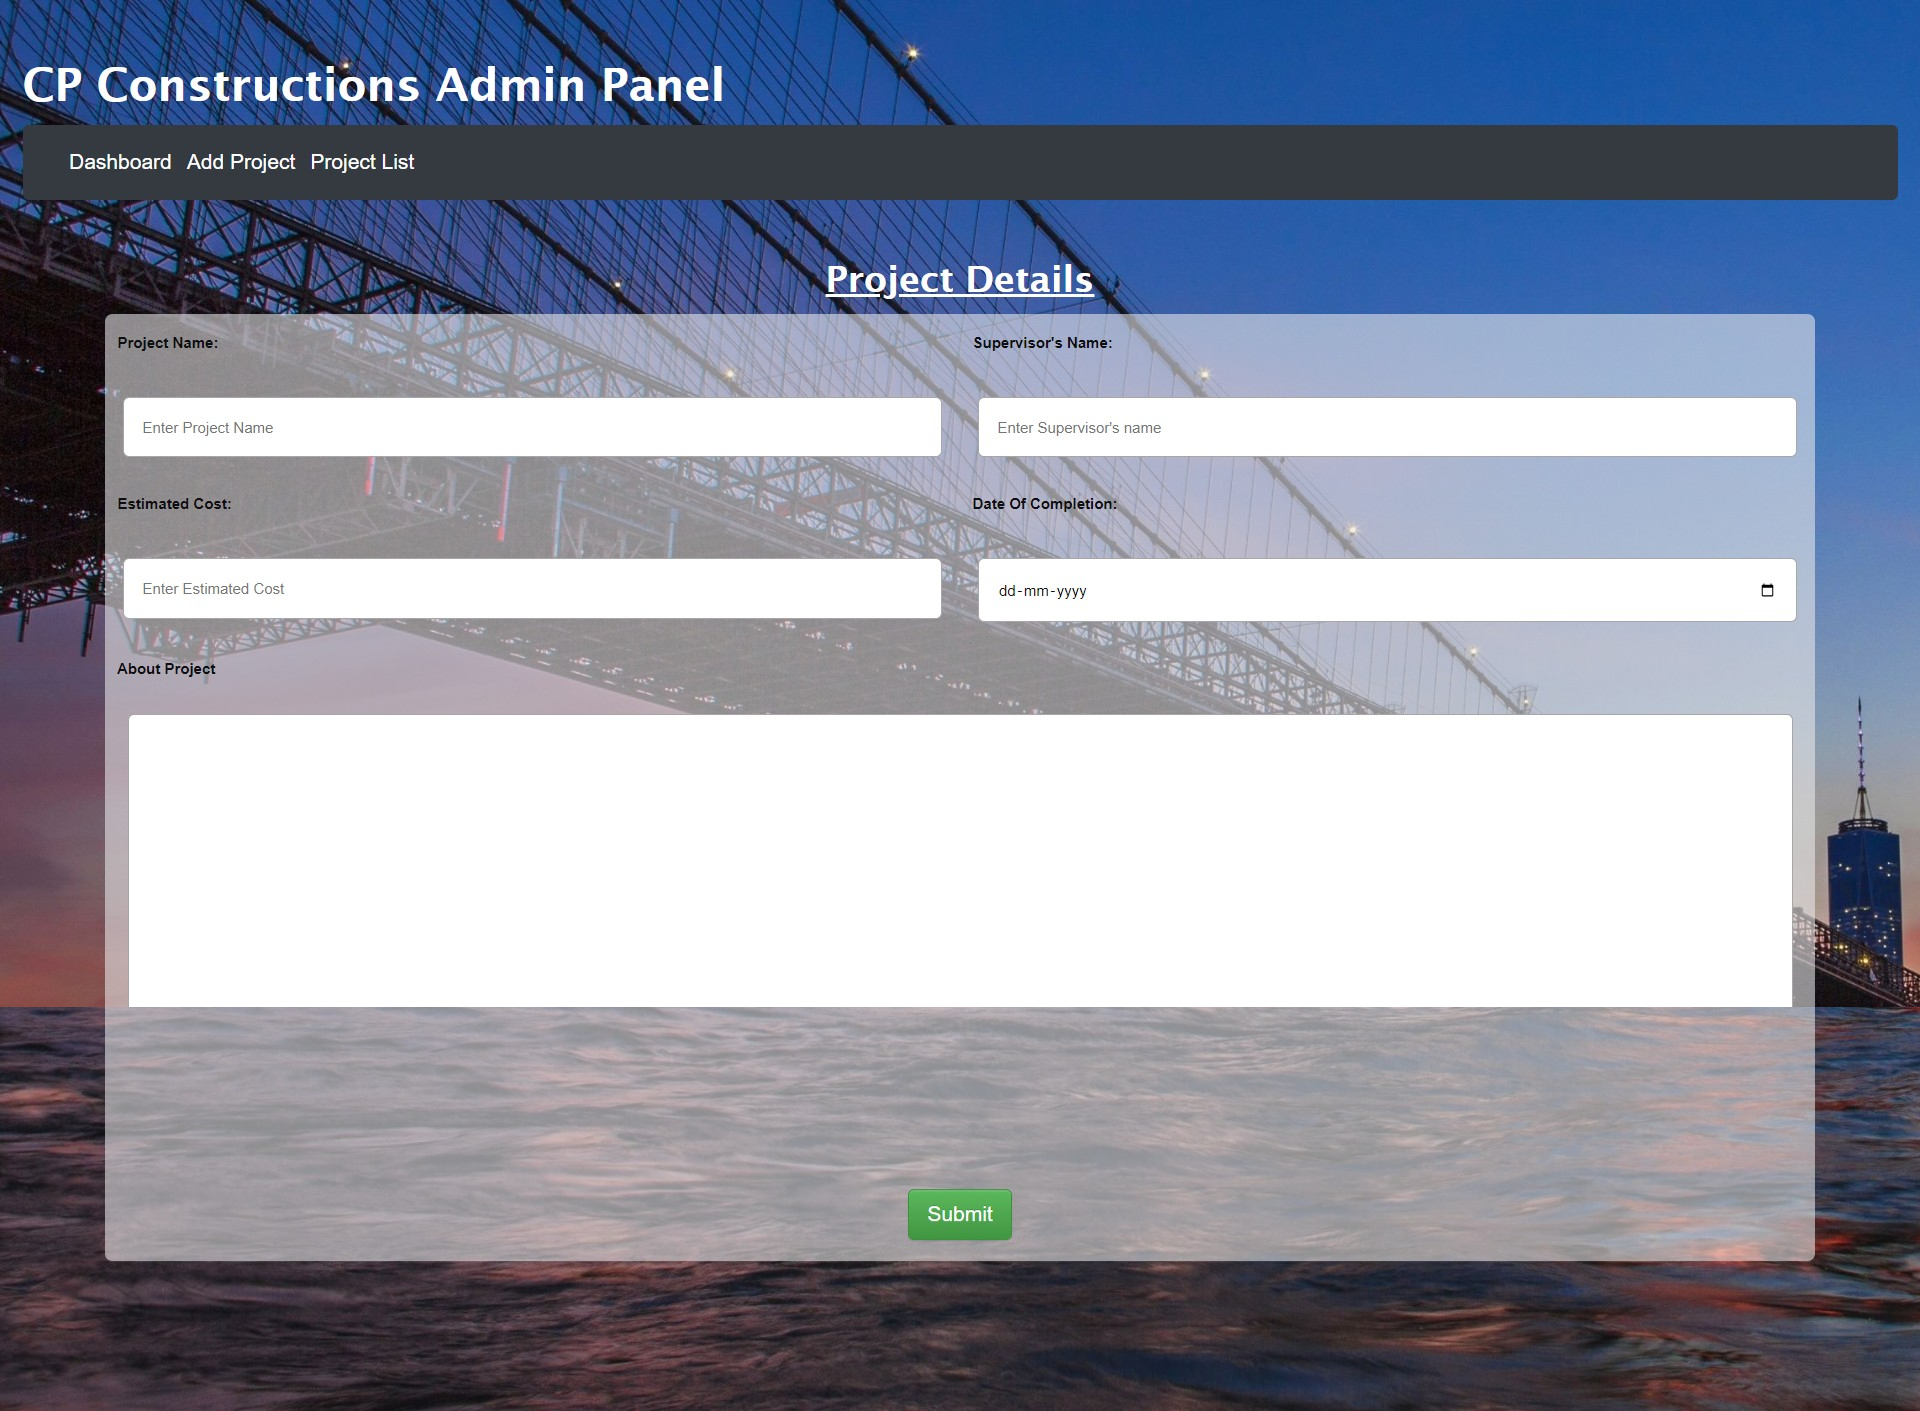 CP Constructions Admin Panel
Dashboard Add Project Project List
Project Details
Project Name: Supervisor's Name:
Enter Project Name Enter Supervisor's name
Estimated Cost: Date Of Completion:
Enter Estimated Cost dd-mm-yyyy
About Project
Submit